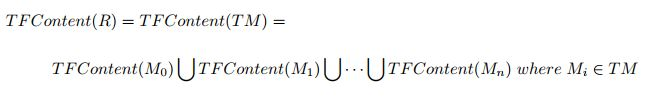 TFContent(R) = TFContent(TM) =
TFContent(M₀) ⋃ TFContent(M₁) ⋃ ··· ⋃ TFContent(Mₙ) where Mᵢ ∈ TM